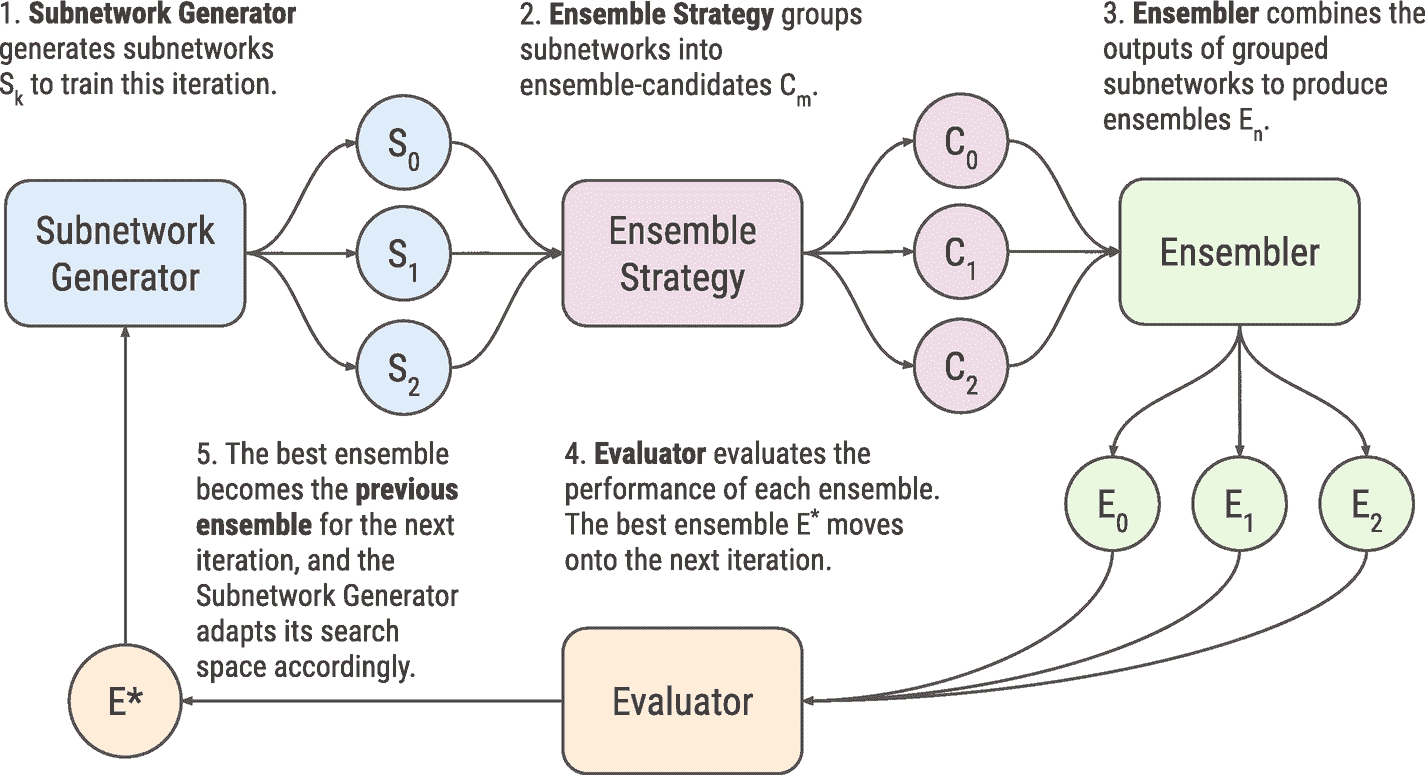 1. Subnetwork Generator
generates subnetworks
Sk to train this iteration.
2. Ensemble Strategy groups
subnetworks into
ensemble-candidates Cm.
3. Ensembler combines the
outputs of grouped
subnetworks to produce
ensembles En.
Subnetwork
Generator
S0
S1
S2
Ensemble
Strategy
C0
C1
C2
Ensembler
E0
E1
E2
4. Evaluator evaluates the
performance of each ensemble.
The best ensemble E* moves
onto the next iteration.
Evaluator
5. The best ensemble
becomes the previous
ensemble for the next
iteration, and the
Subnetwork Generator
adapts its search
space accordingly.
E*